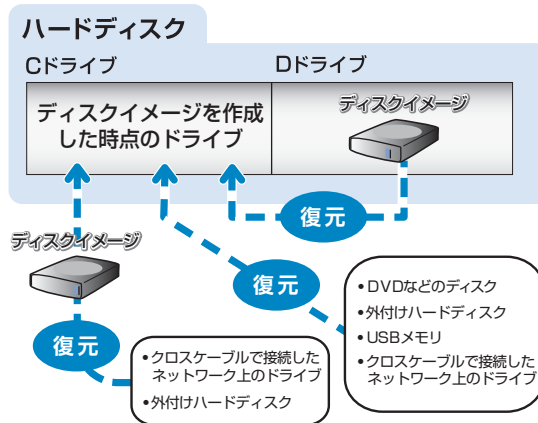 ハードディスク
Cドライブ
Dドライブ
ディスクイメージを作成
した時点のドライブ
ディスクイメージ
復元
ディスクイメージ
復元
復元
•DVDなどのディスク
•外付けハードディスク
•USBメモリ
•クロスケーブルで接続した
ネットワーク上のドライブ
•クロスケーブルで接続した
ネットワーク上のドライブ
•外付けハードディスク